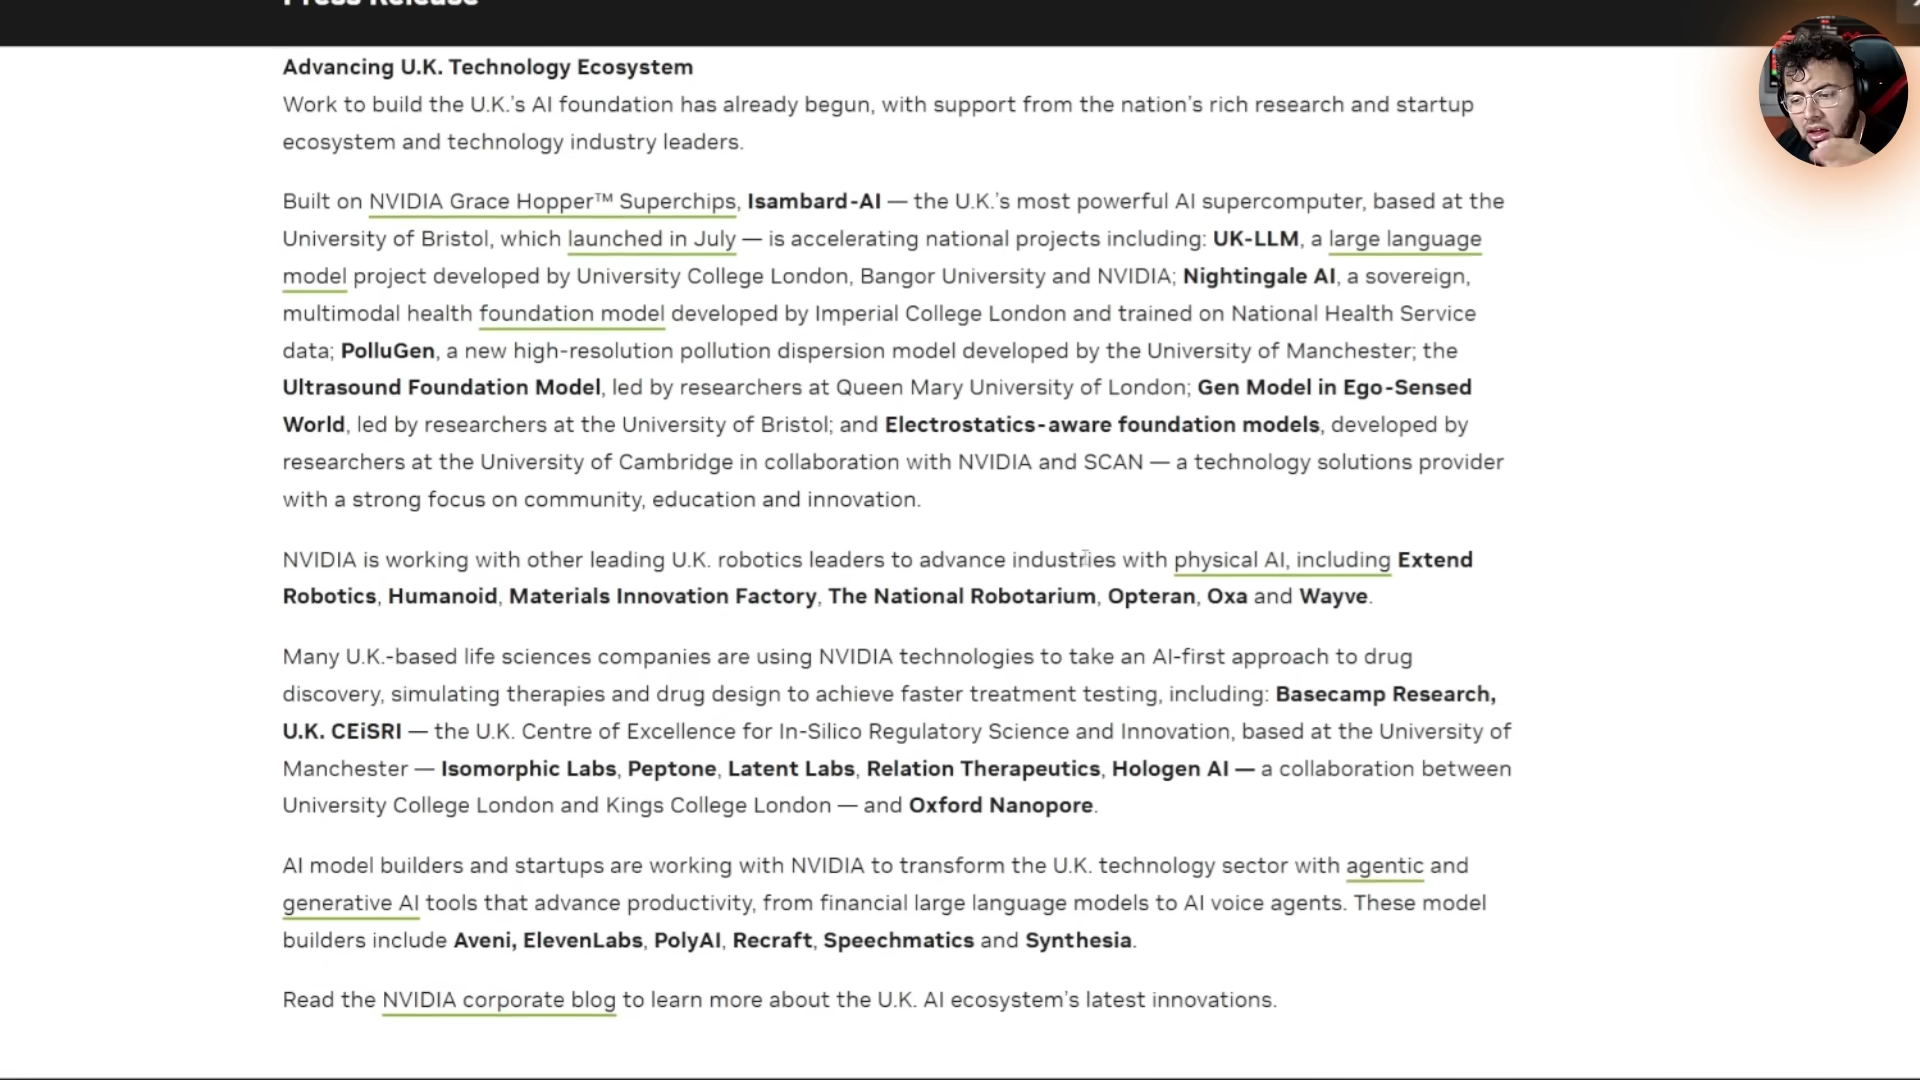 Press Release
Advancing U.K. Technology Ecosystem
Work to build the U.K.’s AI foundation has already begun, with support from the nation’s rich research and startup
ecosystem and technology industry leaders.
Built on NVIDIA Grace Hopper™ Superchips, Isambard-AI — the U.K.’s most powerful AI supercomputer, based at the
University of Bristol, which launched in July — is accelerating national projects including: UK-LLM, a large language
model project developed by University College London, Bangor University and NVIDIA; Nightingale AI, a sovereign,
multimodal health foundation model developed by Imperial College London and trained on National Health Service
data; PolluGen, a new high-resolution pollution dispersion model developed by the University of Manchester; the
Ultrasound Foundation Model, led by researchers at Queen Mary University of London; Gen Model in Ego-Sensed
World, led by researchers at the University of Bristol; and Electrostatics-aware foundation models, developed by
researchers at the University of Cambridge in collaboration with NVIDIA and SCAN — a technology solutions provider
with a strong focus on community, education and innovation.
NVIDIA is working with other leading U.K. robotics leaders to advance industries with physical AI, including Extend
Robotics, Humanoid, Materials Innovation Factory, The National Robotarium, Opteran, Oxa and Wayve.
Many U.K.-based life sciences companies are using NVIDIA technologies to take an AI-first approach to drug
discovery, simulating therapies and drug design to achieve faster treatment testing, including: Basecamp Research,
U.K. CEiSRI — the U.K. Centre of Excellence for In-Silico Regulatory Science and Innovation, based at the University of
Manchester — Isomorphic Labs, Peptone, Latent Labs, Relation Therapeutics, Hologen AI — a collaboration between
University College London and Kings College London — and Oxford Nanopore.
AI model builders and startups are working with NVIDIA to transform the U.K. technology sector with agentic and
generative AI tools that advance productivity, from financial large language models to AI voice agents. These model
builders include Aveni, ElevenLabs, PolyAI, Recraft, Speechmatics and Synthesia.
Read the NVIDIA corporate blog to learn more about the U.K. AI ecosystem’s latest innovations.